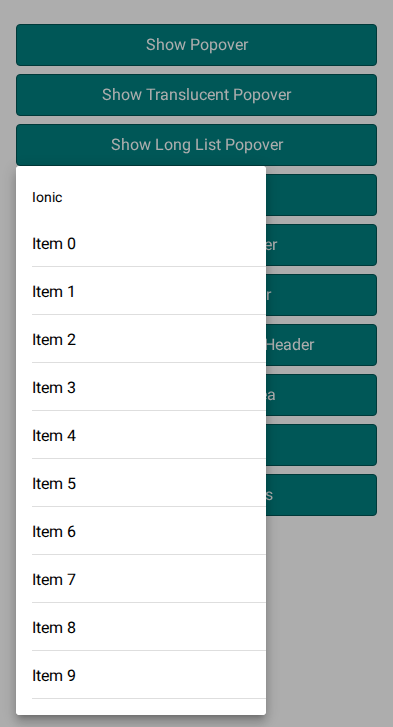 Show Popover
Show Translucent Popover
Show Long List Popover
Ionic
Item 0
Item 1
Item 2
Header
Item 3
Item 4
Item 5
Item 6
Item 7
Item 8
Item 9